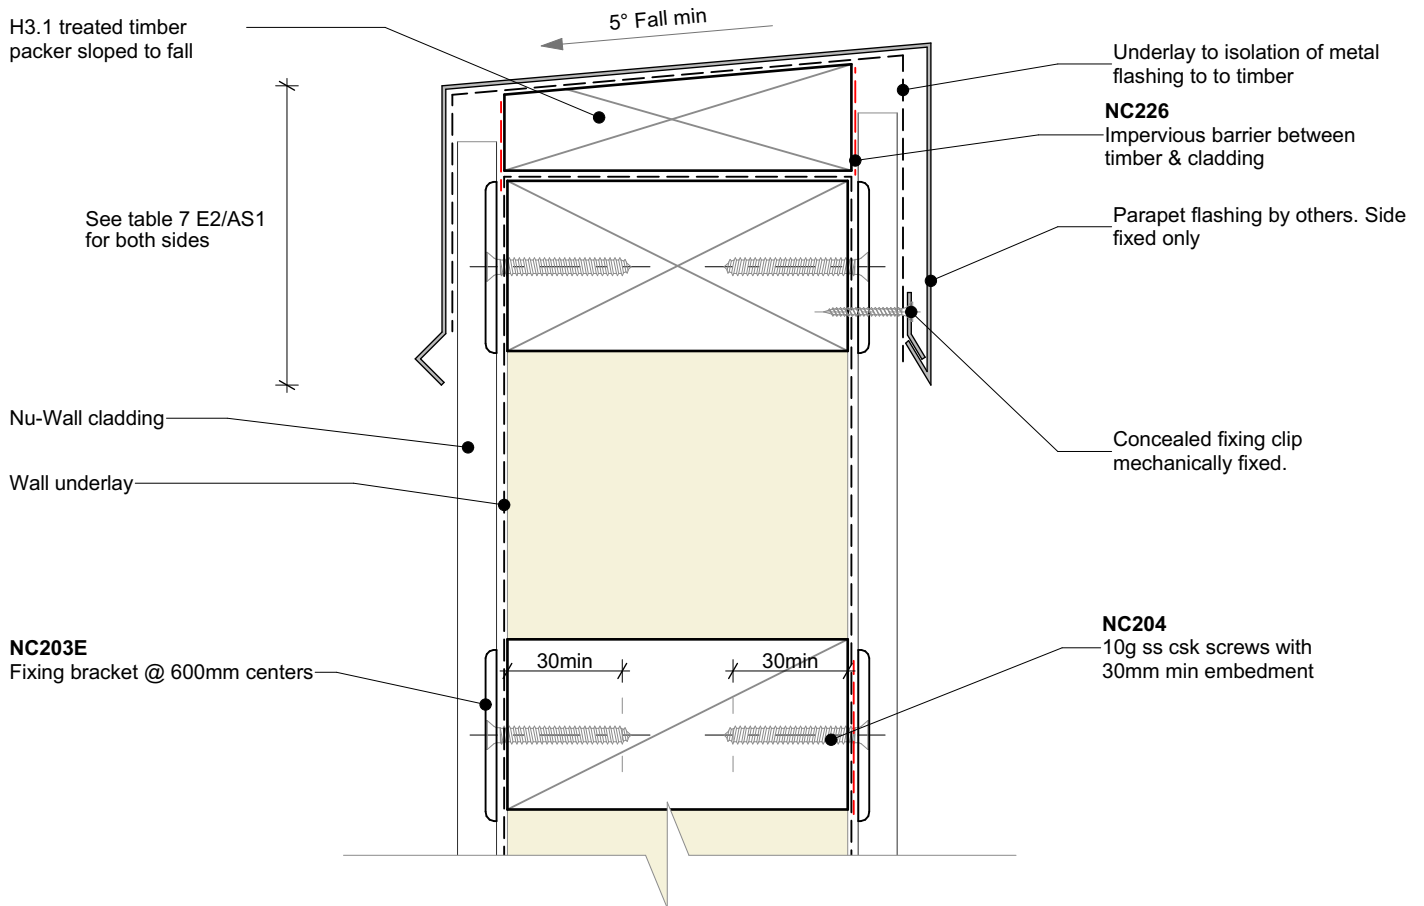 H3.1 treated timber
packer sloped to fall
5° Fall min
Underlay to isolation of metal
flashing to to timber
NC226
Impervious barrier between
timber & cladding
See table 7 E2/AS1
for both sides
Parapet flashing by others. Side
fixed only
Nu-Wall cladding
Concealed fixing clip
mechanically fixed.
Wall underlay
NC203E
Fixing bracket @ 600mm centers
30min
30min
NC204
10g ss csk screws with
30mm min embedment